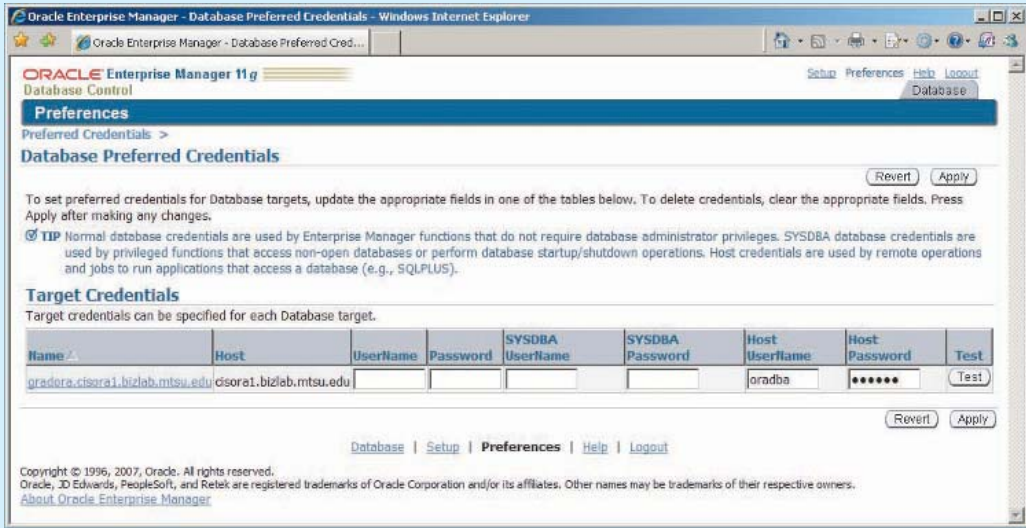 Oracle Enterprise Manager - Database Preferred Credentials - Windows Internet Explorer
Oracle Enterprise Manager - Database Preferred Cred...
ORACLE Enterprise Manager 11g
Database Control
Setup Preferences Help Logout
Database
Preferences
Preferred Credentials >
Database Preferred Credentials
Revert Apply
To set preferred credentials for Database targets, update the appropriate fields in one of the tables below. To delete credentials, clear the appropriate fields. Press
Apply after making any changes.
TIP Normal database credentials are used by Enterprise Manager functions that do not require database administrator privileges. SYSDBA database credentials are
used by privileged functions that access non-open databases or perform database startup/shutdown operations. Host credentials are used by remote operations
and jobs to run applications that access a database (e.g., SQLPLUS).
Target Credentials
Target credentials can be specified for each Database target.
Name Host UserName Password SYSDBA UserName SYSDBA Password Host UserName Host Password Test
gradora.cisora1.bizlab.mtsu.edu cisora1.bizlab.mtsu.edu oradba ●●●●●● Test
Revert Apply
Database | Setup | Preferences | Help | Logout
Copyright © 1996, 2007, Oracle. All rights reserved.
Oracle, JD Edwards, PeopleSoft, and Retek are registered trademarks of Oracle Corporation and/or its affiliates. Other names may be trademarks of their respective owners.
About Oracle Enterprise Manager